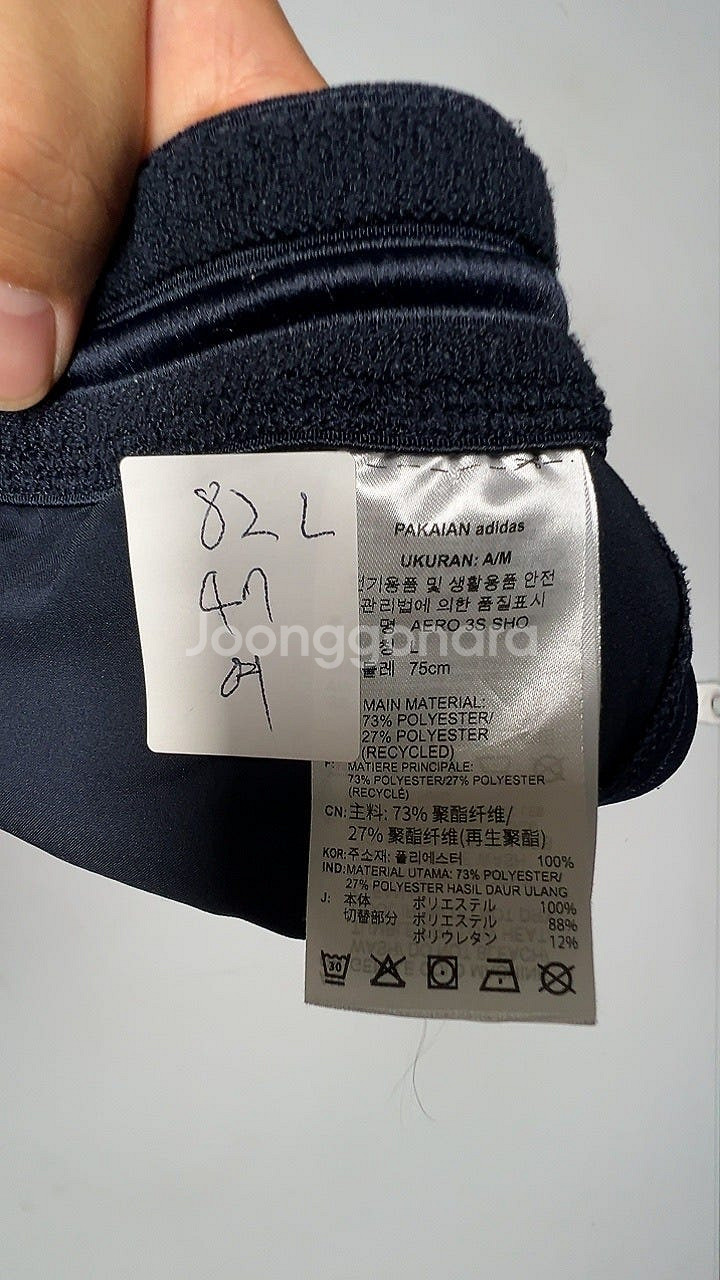 82 L
47
여
Joonggonara
PAKAIAN adidas
UKURAN: A/M
전기용품 및 생활용품 안전
관리법에 의한 품질표시
명 AERO 3S SHO
L
둘레 75cm
MAIN MATERIAL:
73% POLYESTER/
27% POLYESTER
(RECYCLED)
F: MATIERE PRINCIPALE:
73% POLYESTER/27% POLYESTER
(RECYCLÉ)
CN: 主料: 73% 聚酯纤维/
27% 聚酯纤维(再生聚酯)
KOR: 주소재: 폴리에스터 100%
IND: MATERIAL UTAMA: 73% POLYESTER/
27% POLYESTER HASIL DAUR ULANG
J: 本体 ポリエステル 100%
切替部分 ポリエステル 88%
ポリウレタン 12%
30